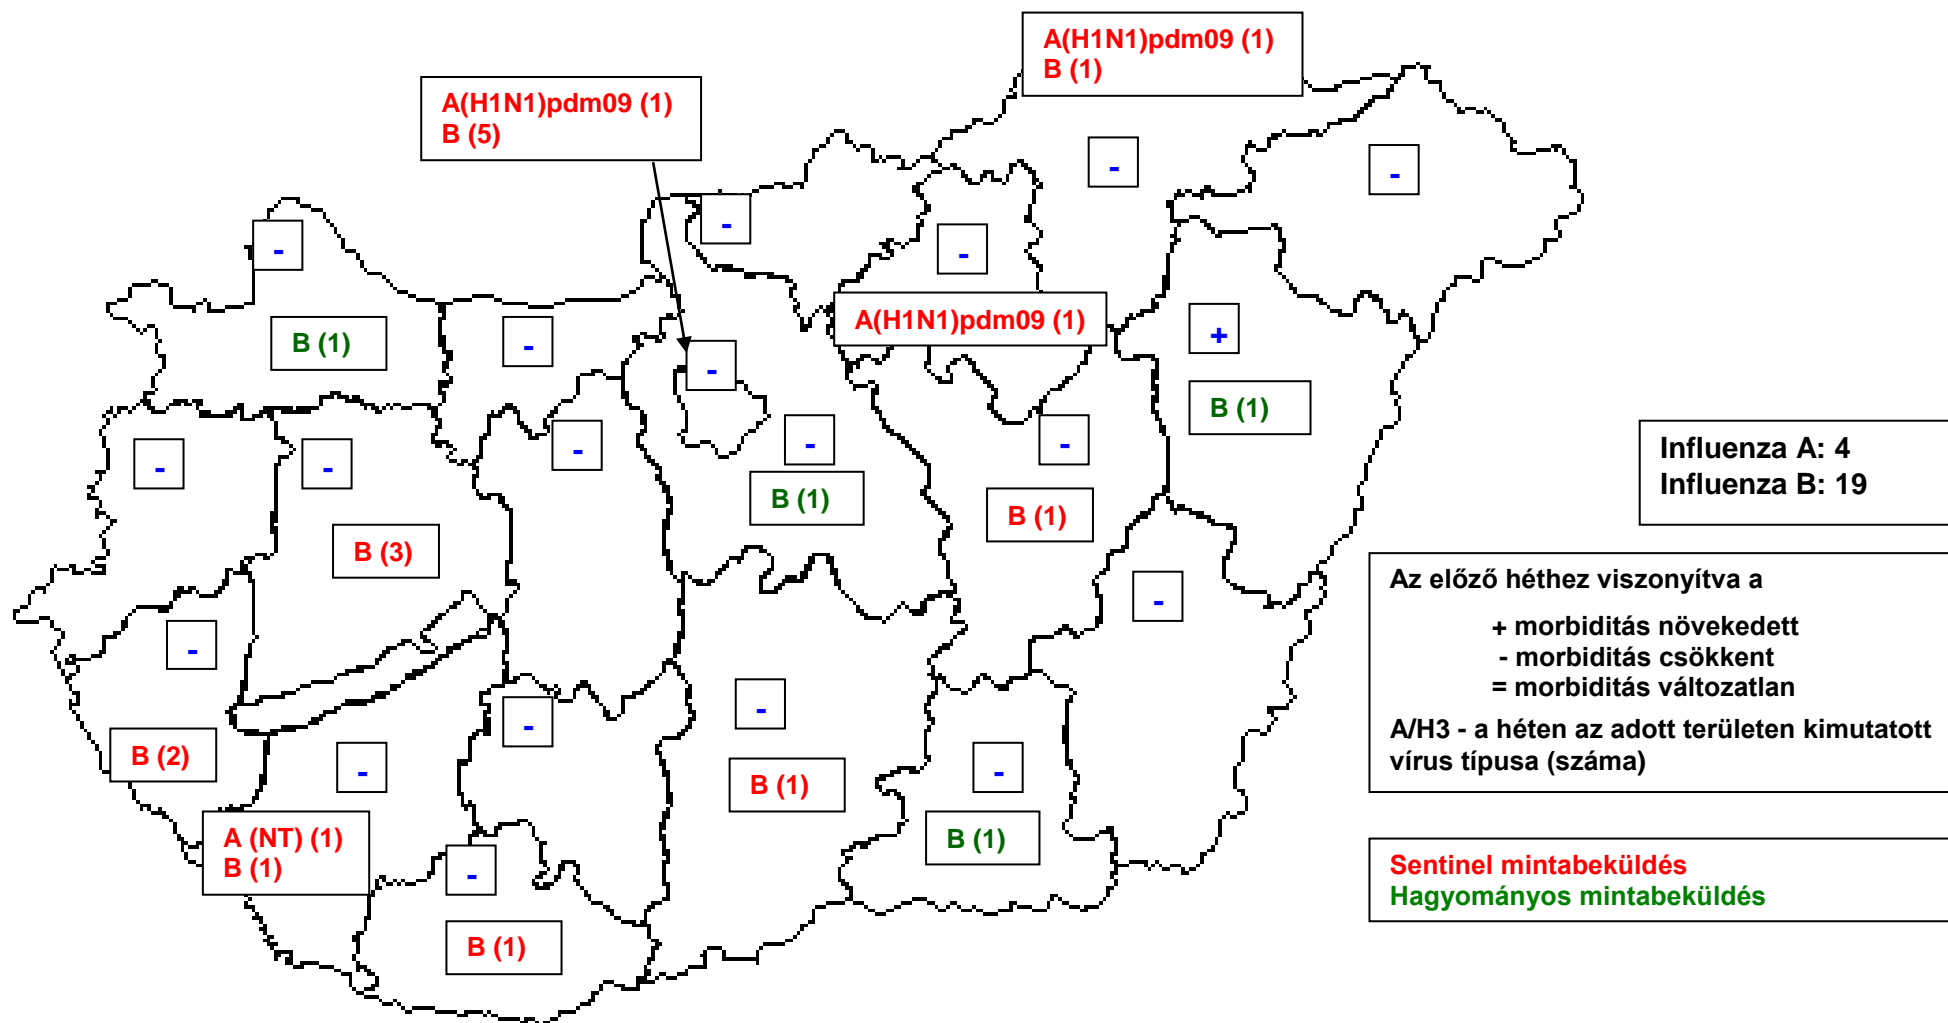 A(H1N1)pdm09 (1)
B (1)
A(H1N1)pdm09 (1)
B (5)
-
-
-
-
-
A(H1N1)pdm09 (1)
B (1)
-
+
-
B (1)
-
-
-
-
-
B (1)
B (1)
B (3)
Influenza A: 4
Influenza B: 19
-
-
Az előző héthez viszonyítva a
+ morbiditás növekedett
- morbiditás csökkent
= morbiditás változatlan
A/H3 - a héten az adott területen kimutatott
vírus típusa (száma)
-
-
B (2)
-
-
B (1)
A (NT) (1)
B (1)
B (1)
-
B (1)
Sentinel mintabeküldés
Hagyományos mintabeküldés